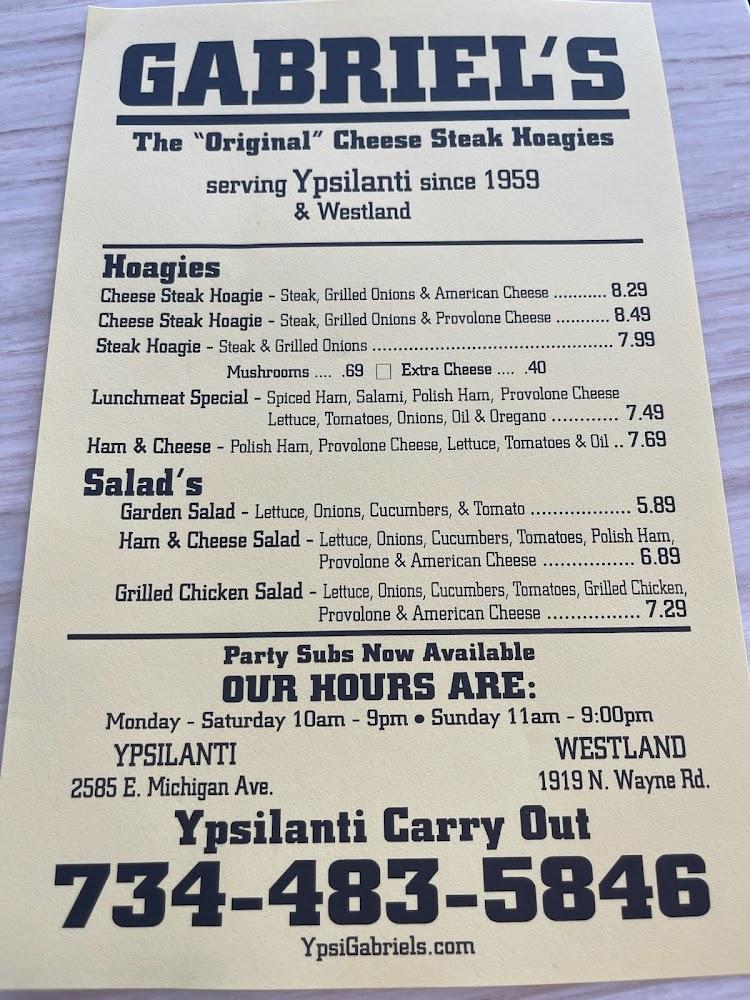 GABRIEL'S
The "Original" Cheese Steak Hoagies
serving Ypsilanti since 1959
& Westland
Hoagies
Cheese Steak Hoagie - Steak, Grilled Onions & American Cheese ........... 8.29
Cheese Steak Hoagie - Steak, Grilled Onions & Provolone Cheese ........... 8.49
Steak Hoagie - Steak & Grilled Onions ................................................. 7.99
Mushrooms .... .69 □ Extra Cheese .... .40
Lunchmeat Special - Spiced Ham, Salami, Polish Ham, Provolone Cheese
Lettuce, Tomatoes, Onions, Oil & Oregano .............. 7.49
Ham & Cheese - Polish Ham, Provolone Cheese, Lettuce, Tomatoes & Oil .. 7.69
Salad's
Garden Salad - Lettuce, Onions, Cucumbers, & Tomato .................... 5.89
Ham & Cheese Salad - Lettuce, Onions, Cucumbers, Tomatoes, Polish Ham,
Provolone & American Cheese .................. 6.89
Grilled Chicken Salad - Lettuce, Onions, Cucumbers, Tomatoes, Grilled Chicken,
Provolone & American Cheese .................. 7.29
Party Subs Now Available
OUR HOURS ARE:
Monday - Saturday 10am - 9pm • Sunday 11am - 9:00pm
YPSILANTI WESTLAND
2585 E. Michigan Ave. 1919 N. Wayne Rd.
Ypsilanti Carry Out
734-483-5846
YpsiGabriels.com